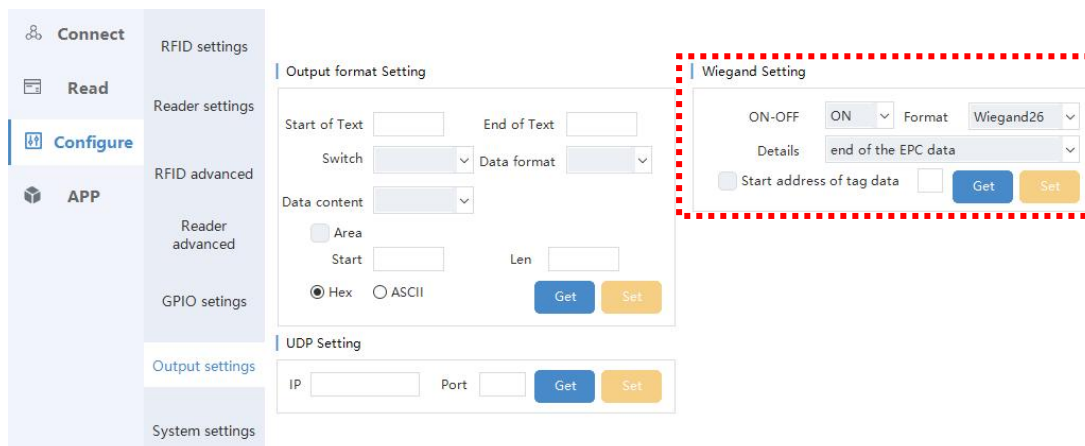 Connect
Read
Configure
APP
RFID settings
Reader settings
RFID advanced
Reader
advanced
GPIO setings
Output settings
System settings
Output format Setting
Start of Text End of Text
Switch Data format
Data content
Area
Start Len
Hex ASCII Get Set
UDP Setting
IP Port Get Set
Wiegand Setting
ON-OFF ON Format Wiegand26
Details end of the EPC data
Start address of tag data Get Set